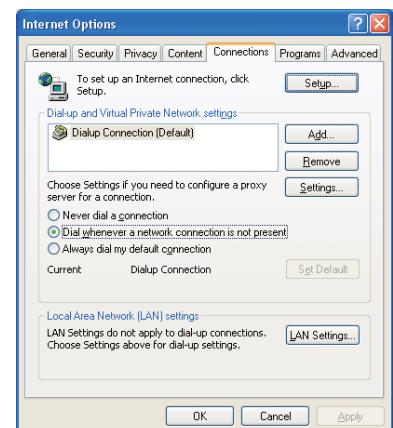 Internet Options
General Security Privacy Content Connections Programs Advanced
To set up an Internet connection, click
Setup.
Setup...
Dial-up and Virtual Private Network settings
Dialup Connection (Default)
Add...
Remove
Choose Settings if you need to configure a proxy
server for a connection.
Settings...
Never dial a connection
Dial whenever a network connection is not present
Always dial my default connection
Current Dialup Connection
Set Default
Local Area Network (LAN) settings
LAN Settings do not apply to dial-up connections.
Choose Settings above for dial-up settings.
LAN Settings...
OK Cancel Apply